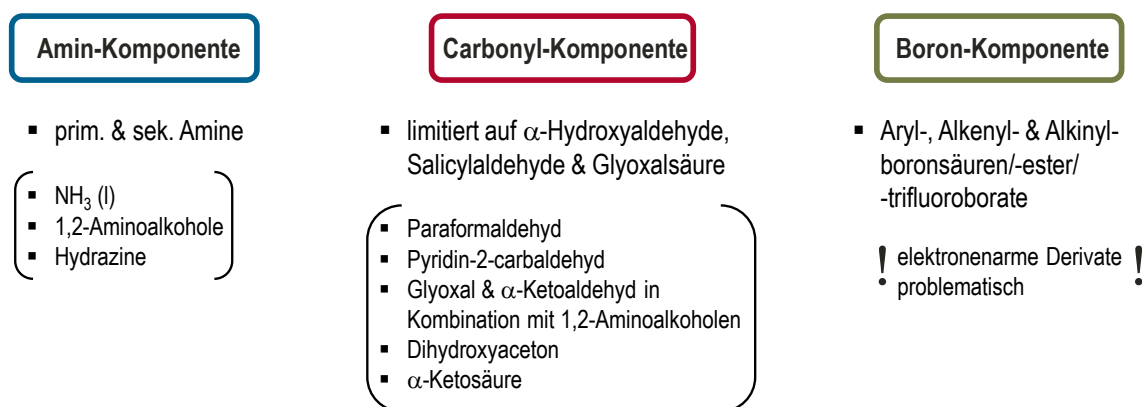 Amin-Komponente
▪ prim. & sek. Amine
▪ NH₃ (l)
▪ 1,2-Aminoalkohole
▪ Hydrazine
Carbonyl-Komponente
▪ limitiert auf α-Hydroxyaldehyde,
Salicylaldehyde & Glyoxalsäure
▪ Paraformaldehyd
▪ Pyridin-2-carbaldehyd
▪ Glyoxal & α-Ketoaldehyd in
Kombination mit 1,2-Aminoalkoholen
▪ Dihydroxyaceton
▪ α-Ketosäure
Boron-Komponente
▪ Aryl-, Alkenyl- & Alkinyl-
boronsäuren/-ester/
-trifluoroborate
! elektronenarme Derivate !
problematisch